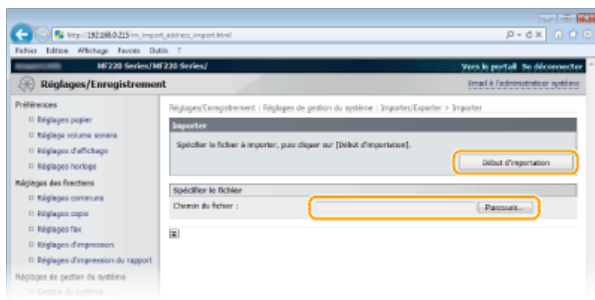 http://192.168.0.215/m_import_address_import.html
Fichier Edition Affichage Favoris Outils ?
MF220 Series/MF220 Series/
Vers le portail Se déconnecter
Réglages/Enregistrement
Email à l'administrateur système
Préférences
Réglages/Enregistrement : Réglages de gestion du système : Importer/Exporter > Importer
Réglages papier
Importer
Réglage volume sonore
Spécifier le fichier à importer, puis cliquer sur [Début d'importation].
Réglages d'affichage
Début d'importation
Réglages horloge
Réglages des fonctions
Spécifier le fichier
Réglages communs
Chemin du fichier :
Parcourir...
Réglages copie
Réglages fax
Réglages d'impression
Réglages d'impression du rapport
Réglages de gestion du système
Gestion du système